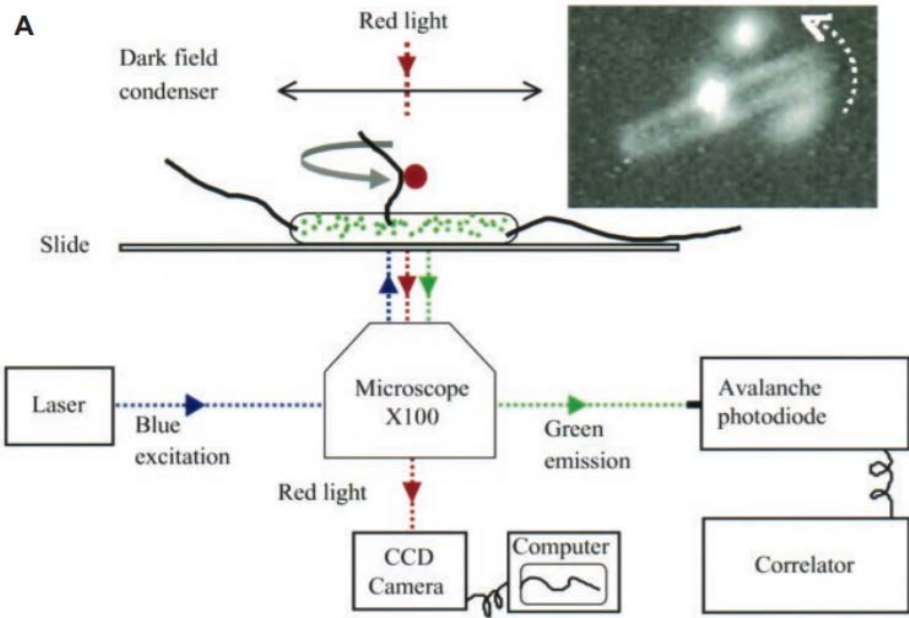 A
Red light
Dark field
condenser
Slide
Laser
Blue
excitation
Microscope
X100
Green
emission
Avalanche
photodiode
Red light
CCD
Camera
Computer
Correlator